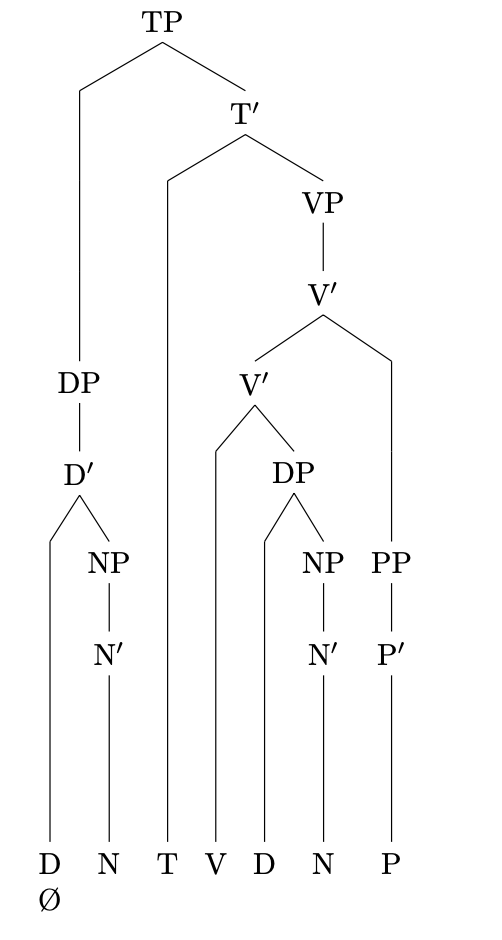 TP
T′
VP
V′
DP V′
D′ DP
NP NP PP
N′ N′ P′
D N T V D N P
Ø